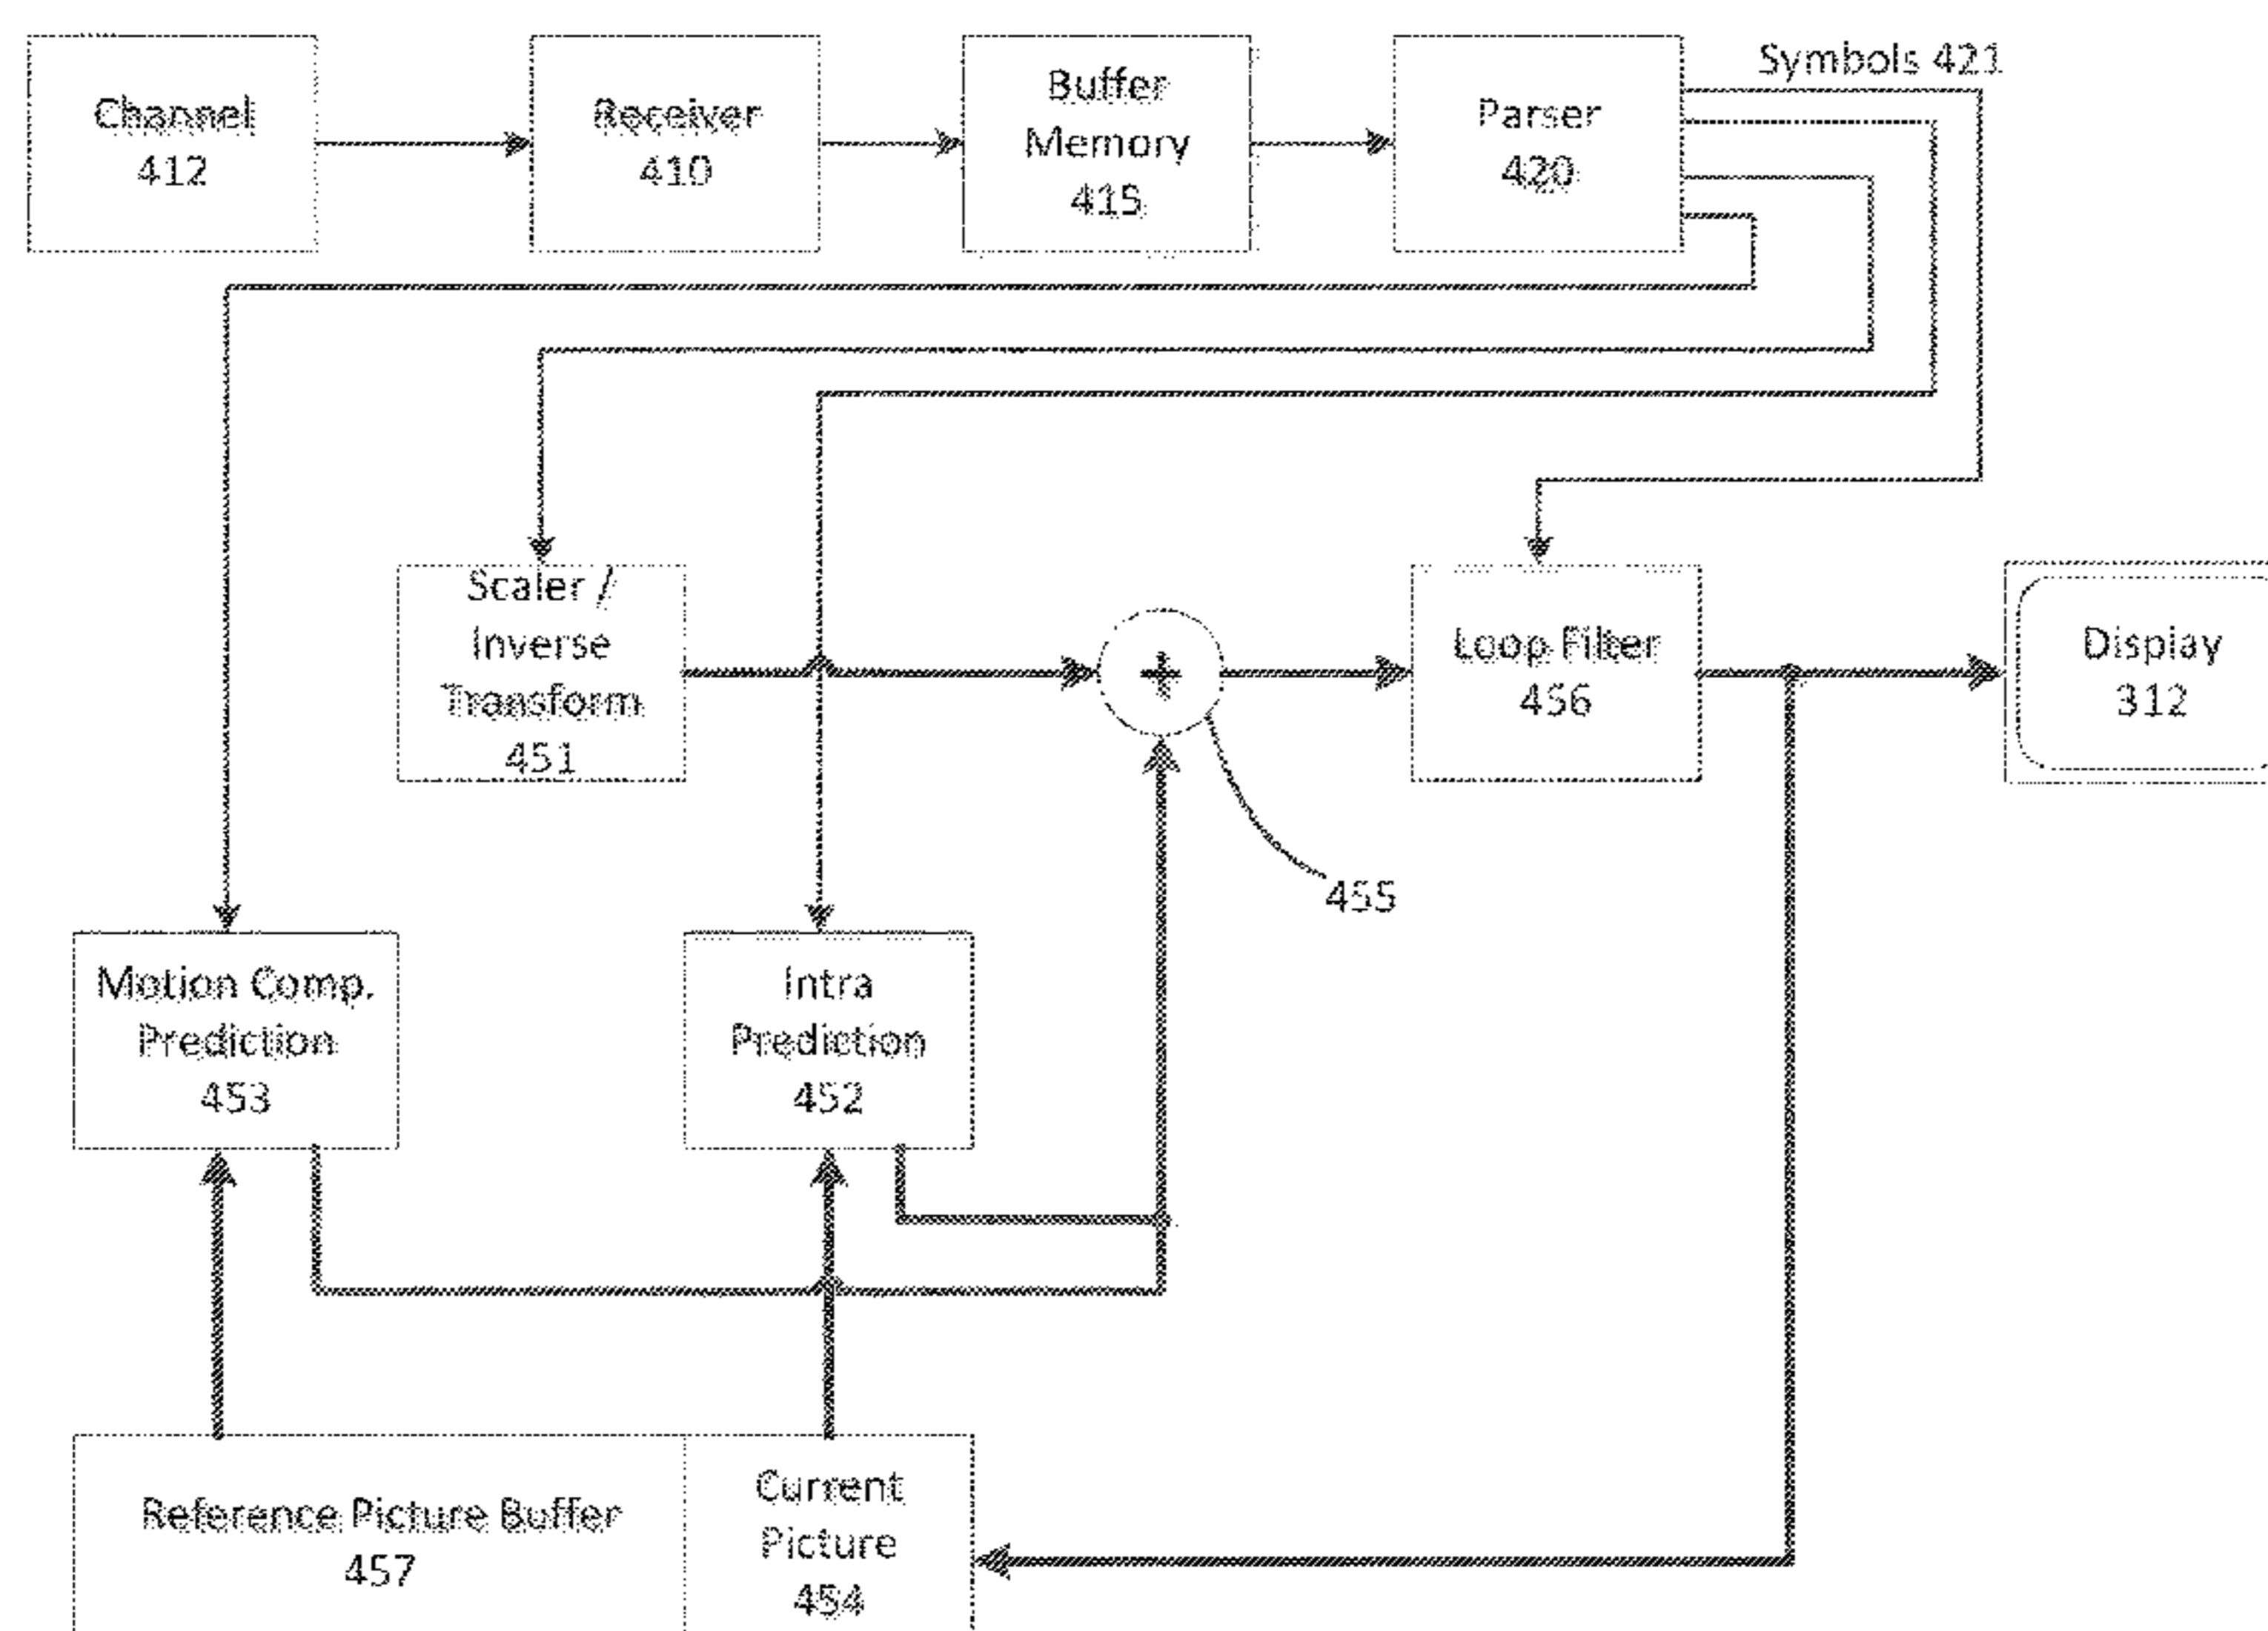 Channel
412
Receiver
410
Buffer
Memory
415
Parser
420
Symbols 421
Scaler /
Inverse
Transform
451
+
Loop Filter
456
Display
312
455
Motion Comp.
Prediction
453
Intra
Prediction
452
Reference Picture Buffer
457
Current
Picture
454